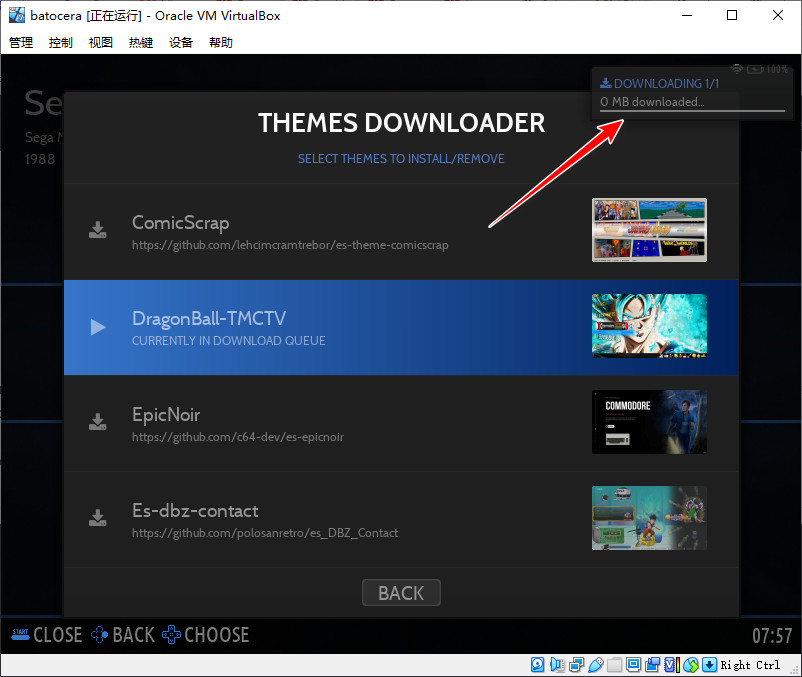 batocera [正在运行] - Oracle VM VirtualBox
管理 控制 视图 热键 设备 帮助
100%
DOWNLOADING 1/1
0 MB downloaded...
Se
Sega
1988
THEMES DOWNLOADER
SELECT THEMES TO INSTALL/REMOVE
ComicScrap
https://github.com/lehcimcramtrebor/es-theme-comicscrap
DragonBall-TMCTV
CURRENTLY IN DOWNLOAD QUEUE
EpicNoir
https://github.com/c64-dev/es-epicnoir
COMMODORE
Es-dbz-contact
https://github.com/polosanretro/es_DBZ_Contact
BACK
START CLOSE BACK CHOOSE 07:57
Right Ctrl